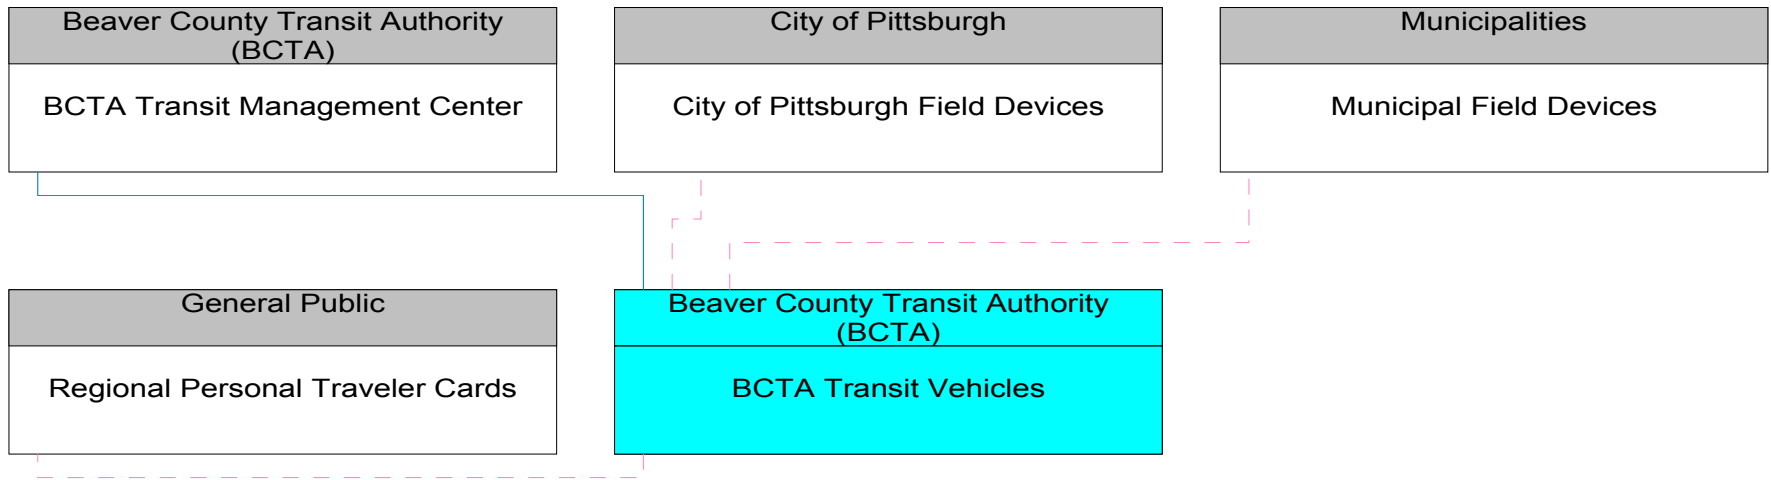 Beaver County Transit Authority
(BCTA)
BCTA Transit Management Center
City of Pittsburgh
City of Pittsburgh Field Devices
Municipalities
Municipal Field Devices
General Public
Regional Personal Traveler Cards
Beaver County Transit Authority
(BCTA)
BCTA Transit Vehicles